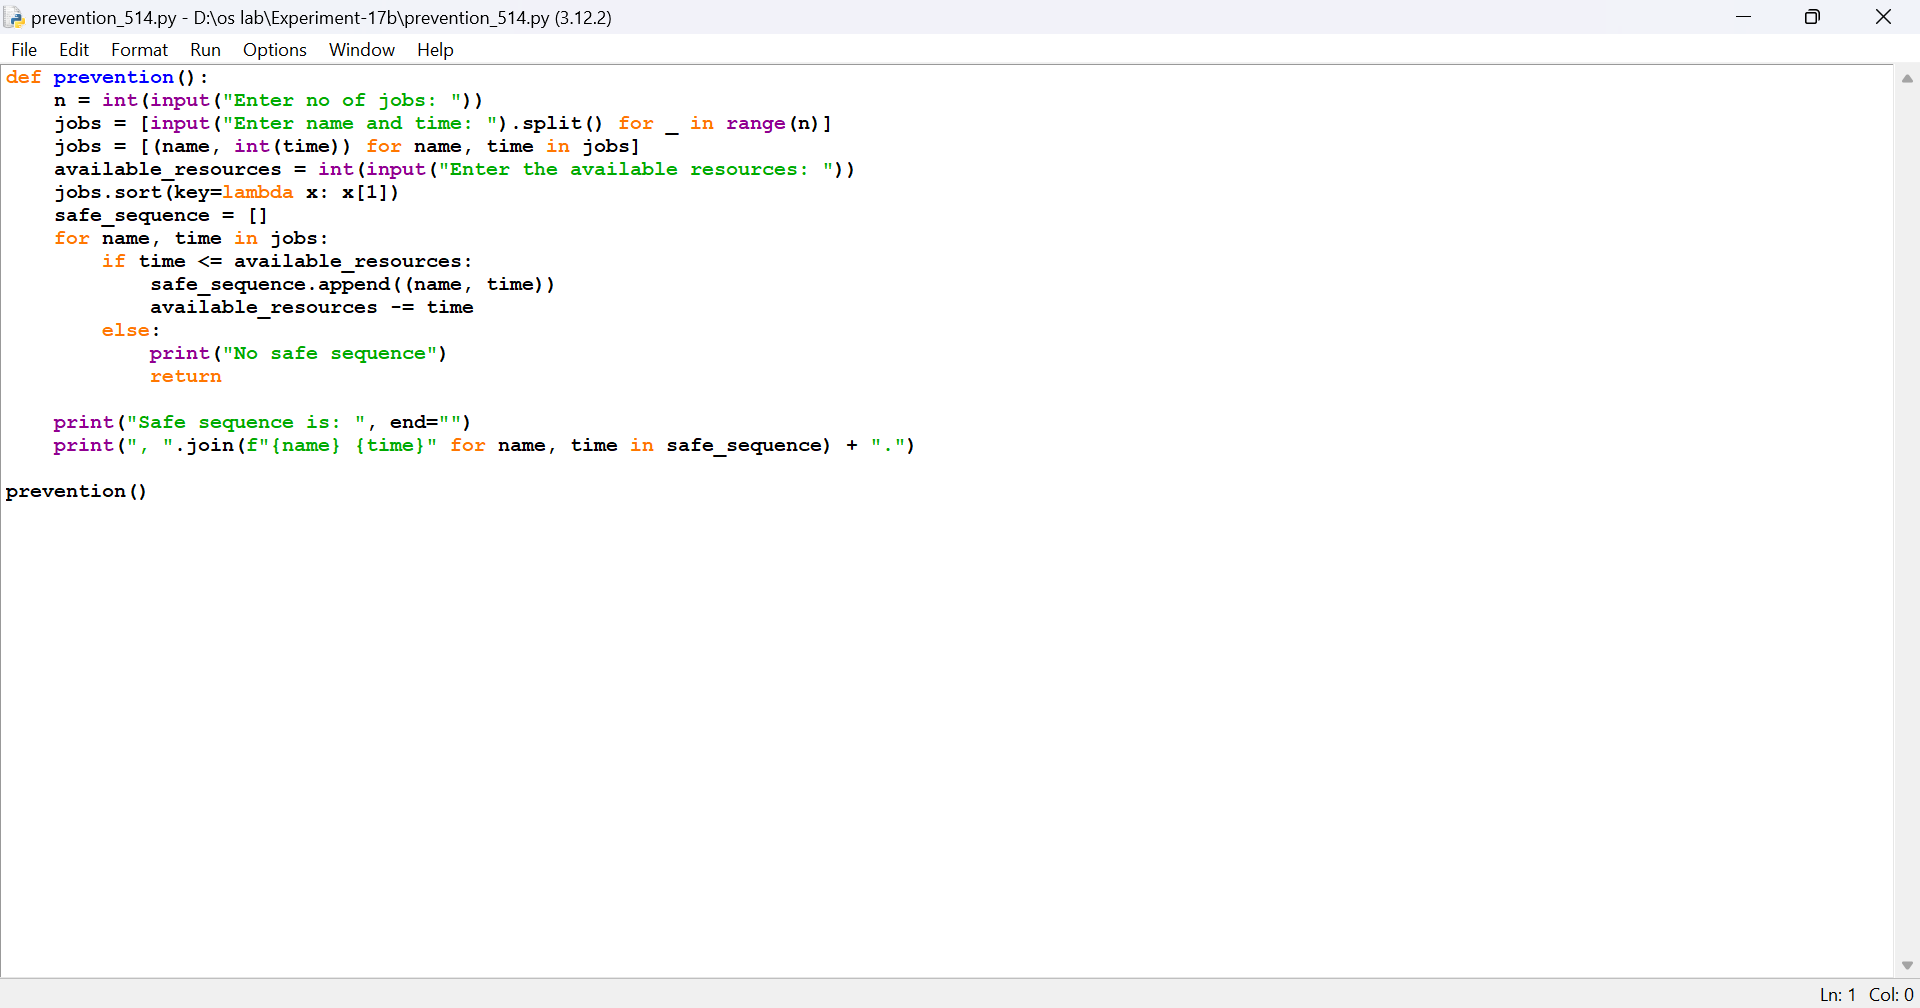 prevention_514.py - D:\os lab\Experiment-17b\prevention_514.py (3.12.2)
File Edit Format Run Options Window Help
def prevention():
    n = int(input("Enter no of jobs: "))
    jobs = [input("Enter name and time: ").split() for _ in range(n)]
    jobs = [(name, int(time)) for name, time in jobs]
    available_resources = int(input("Enter the available resources: "))
    jobs.sort(key=lambda x: x[1])
    safe_sequence = []
    for name, time in jobs:
        if time <= available_resources:
            safe_sequence.append((name, time))
            available_resources -= time
        else:
            print("No safe sequence")
            return
    print("Safe sequence is: ", end="")
    print(", ".join(f"{name} {time}" for name, time in safe_sequence) + ".")
prevention()
Ln: 1 Col: 0